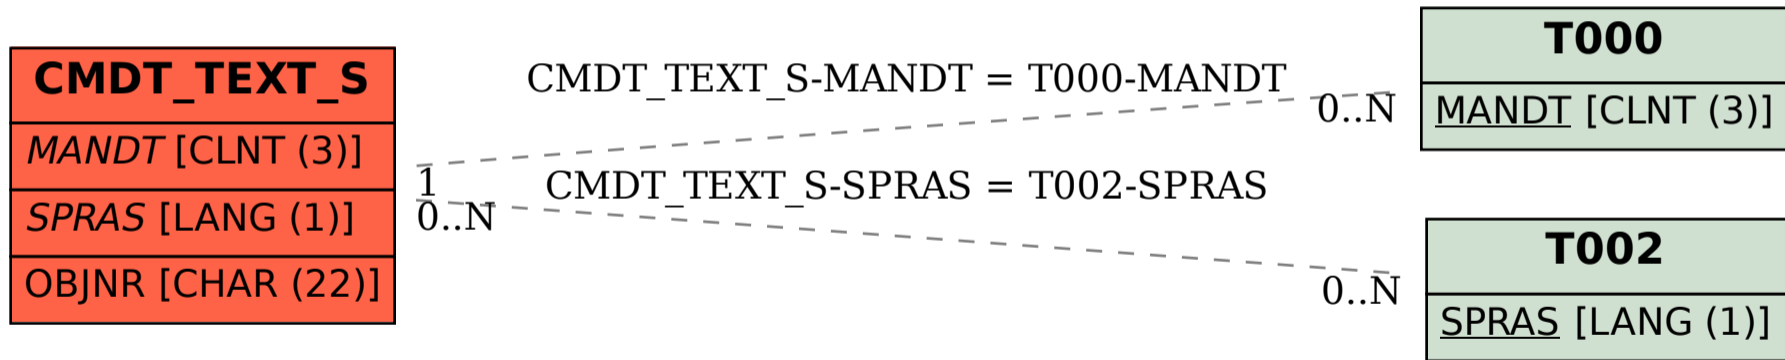 CMDT_TEXT_S
MANDT [CLNT (3)]
SPRAS [LANG (1)]
OBJNR [CHAR (22)]
CMDT_TEXT_S-MANDT = T000-MANDT
0..N
1
CMDT_TEXT_S-SPRAS = T002-SPRAS
0..N
0..N
T000
MANDT [CLNT (3)]
T002
SPRAS [LANG (1)]